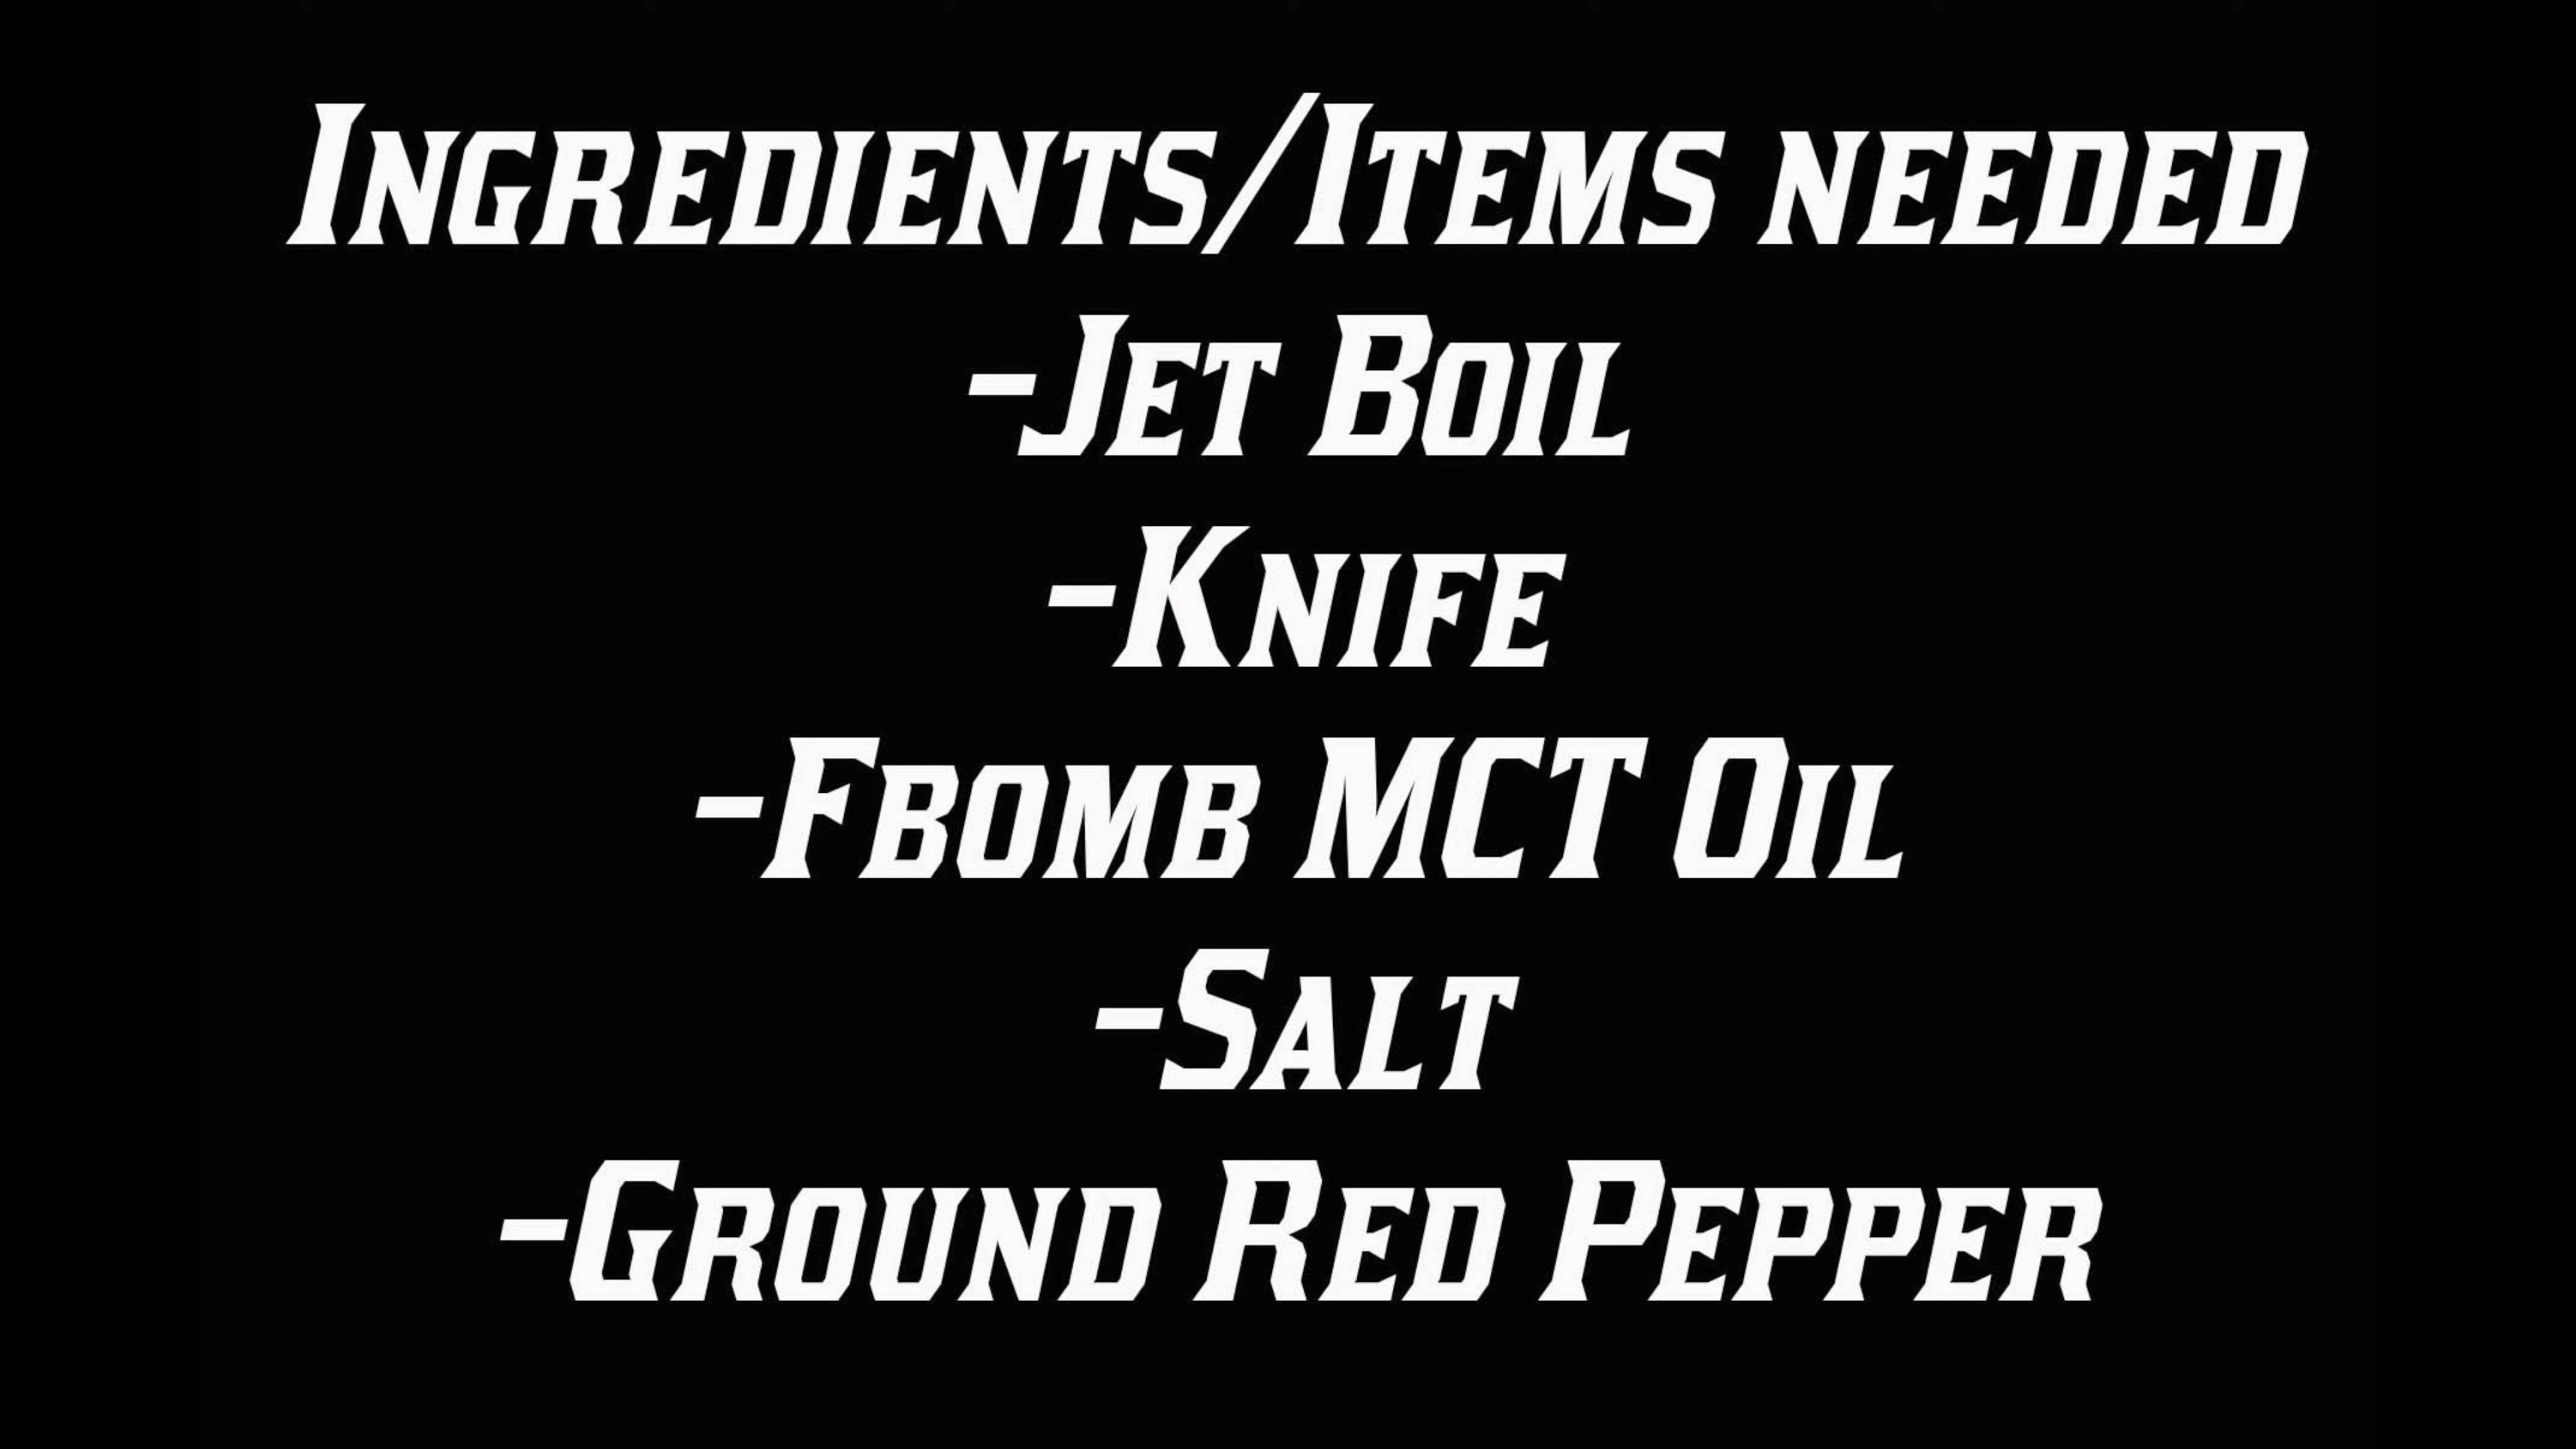 Ingredients/Items needed
-Jet Boil
-Knife
-Fbomb MCT Oil
-Salt
-Ground Red Pepper